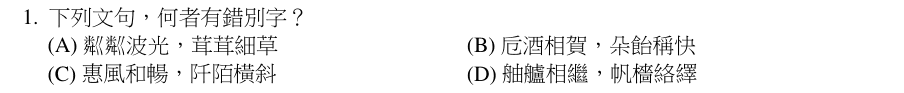 1. 下列文句，何者有錯別字？
(A) 粼粼波光，茸茸細草 (B) 卮酒相賀，朵飴稱快
(C) 惠風和暢，阡陌橫斜 (D) 舳艫相繼，帆檣絡繹